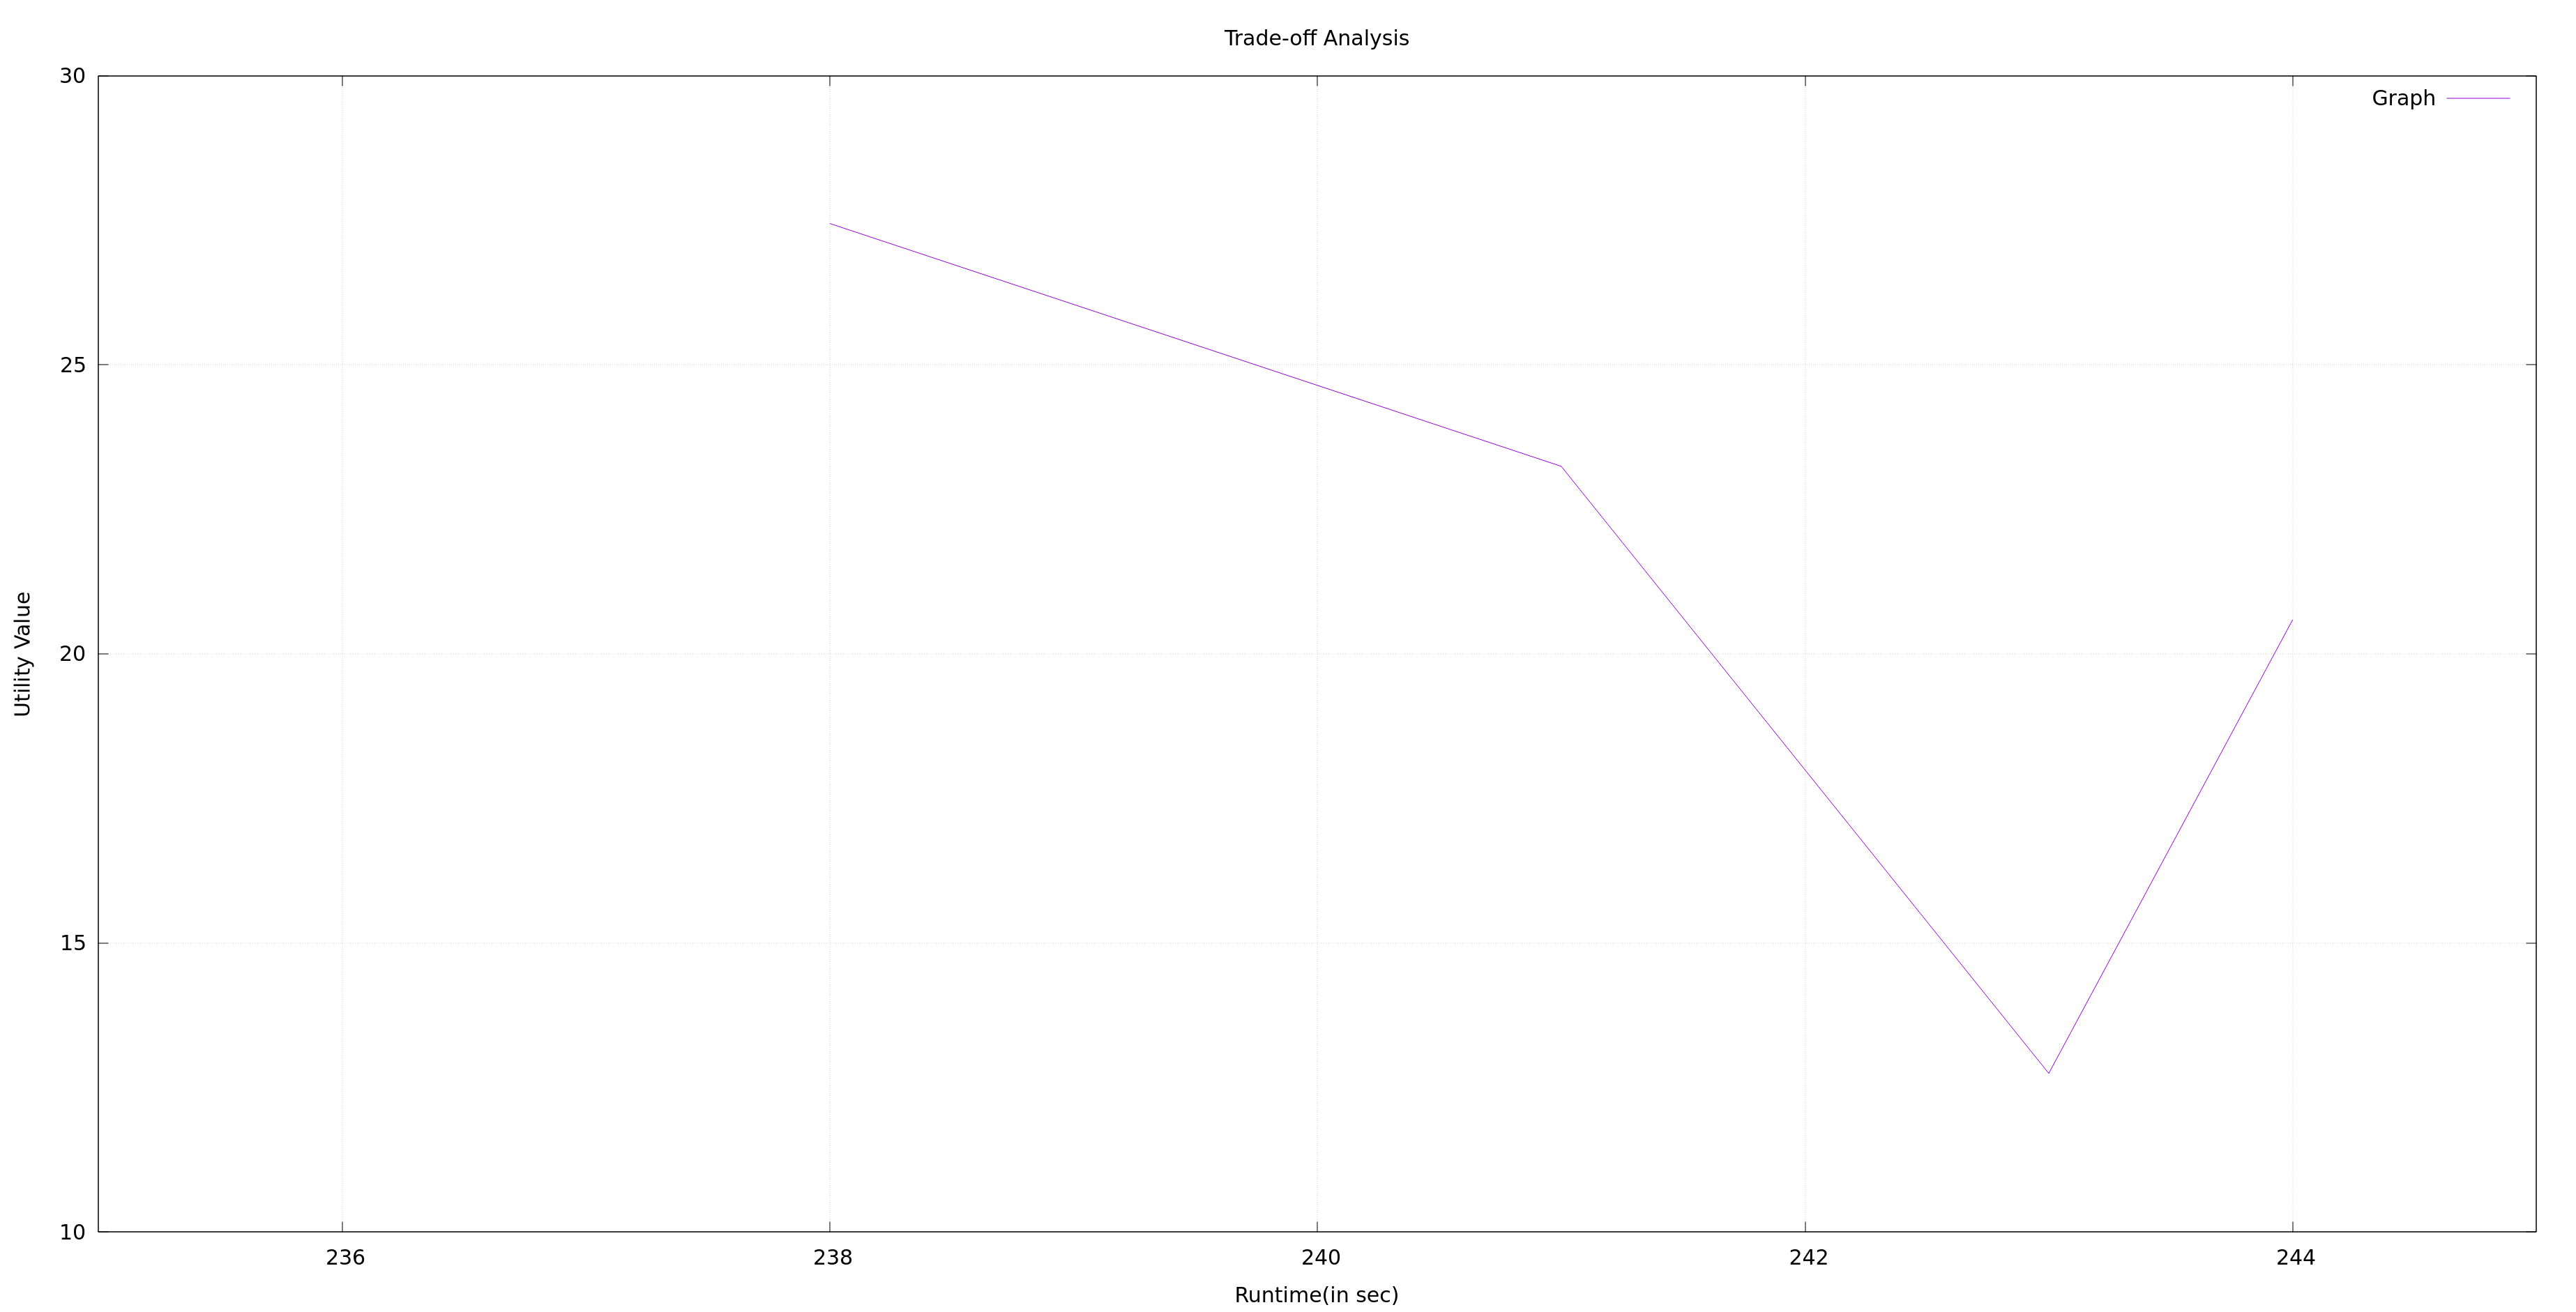 Trade-off Analysis
Graph
30
25
20
15
10
Utility Value
236 238 240 242 244
Runtime(in sec)